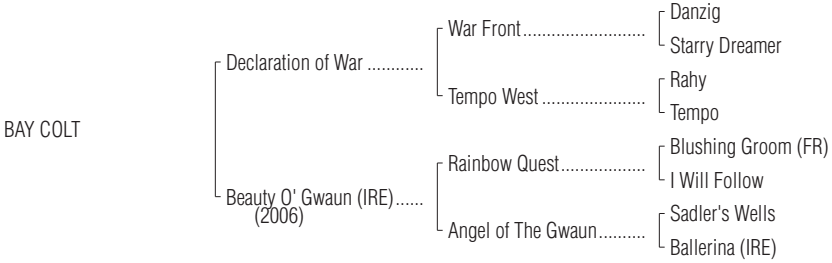 Danzig
War Front..........................
Starry Dreamer
Declaration of War ............
Rahy
Tempo West ......................
Tempo
BAY COLT
Blushing Groom (FR)
Rainbow Quest..................
I Will Follow
Beauty O' Gwaun (IRE)......
(2006)
Sadler's Wells
Angel of The Gwaun..........
Ballerina (IRE)